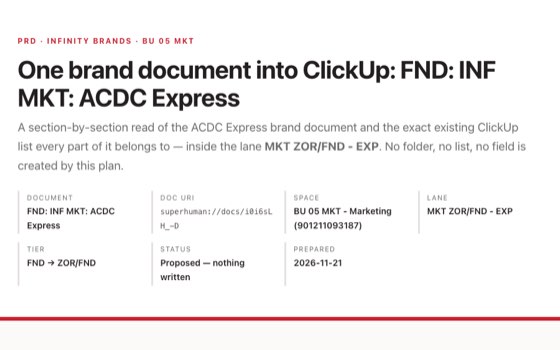 PRD · INFINITY BRANDS · BU 05 MKT
One brand document into ClickUp: FND: INF
MKT: ACDC Express
A section-by-section read of the ACDC Express brand document and the exact existing ClickUp
list every part of it belongs to — inside the lane MKT ZOR/FND - EXP. No folder, no list, no field is
created by this plan.
DOCUMENT
FND: INF MKT: ACDC
Express
DOC URI
superhuman://docs/i0i6sL
H_-D
SPACE
BU 05 MKT - Marketing
(901211093187)
LANE
MKT ZOR/FND - EXP
TIER
FND → ZOR/FND
STATUS
Proposed — nothing
written
PREPARED
2026-11-21